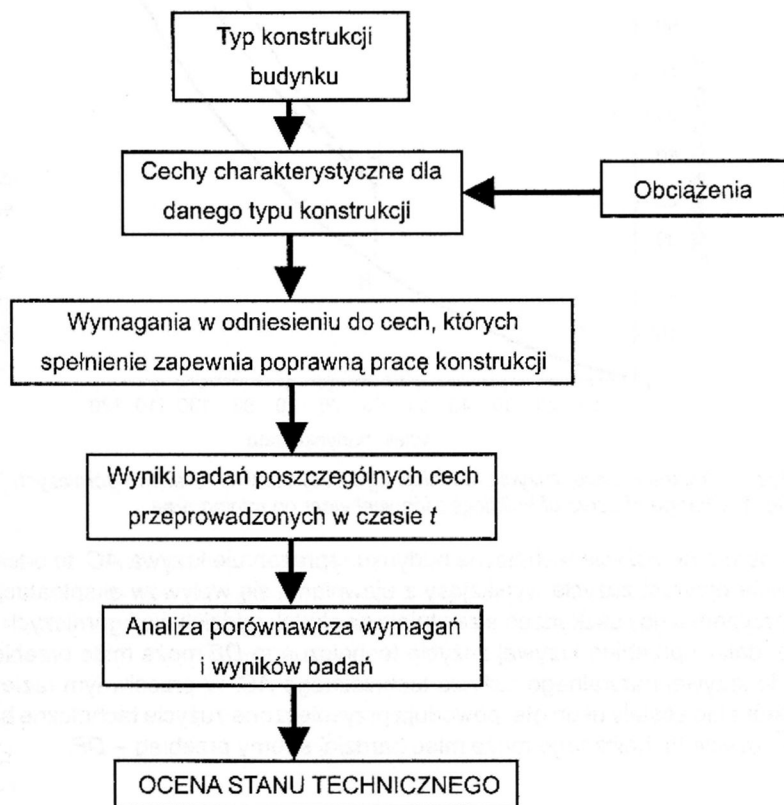 Typ konstrukcji
budynku
Cechy charakterystyczne dla
danego typu konstrukcji
Obciążenia
Wymagania w odniesieniu do cech, których
spełnienie zapewnia poprawną pracę konstrukcji
Wyniki badań poszczególnych cech
przeprowadzonych w czasie t
Analiza porównawcza wymagań
i wyników badań
OCENA STANU TECHNICZNEGO